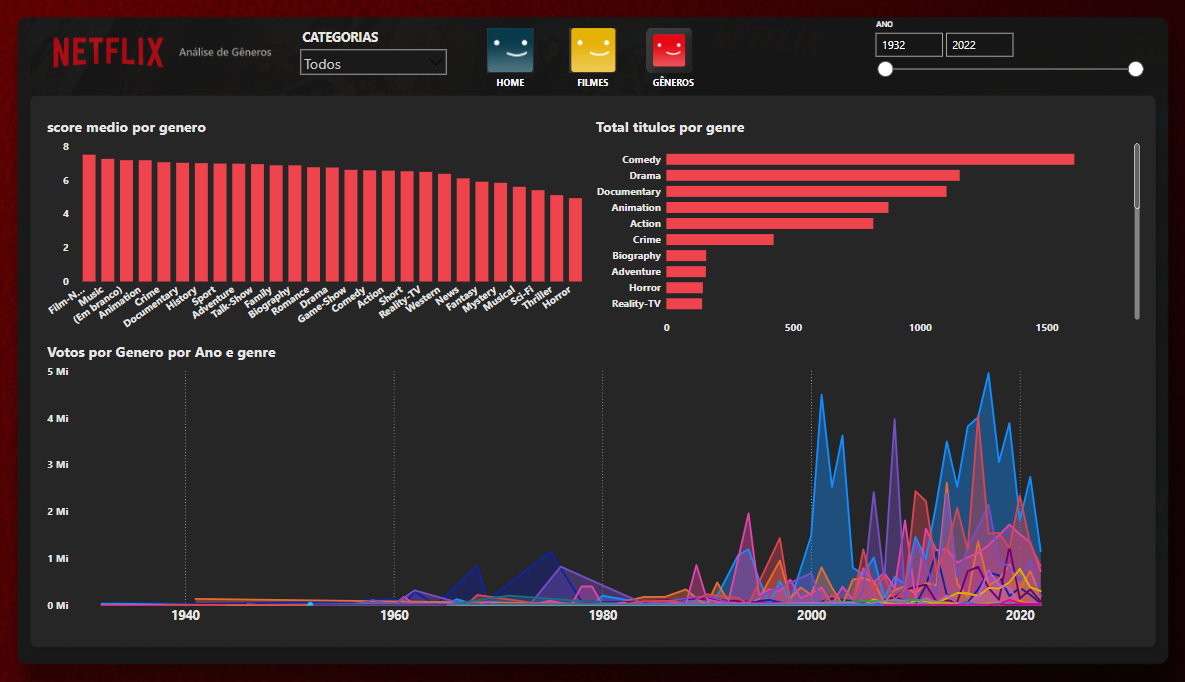 NETFLIX
Análise de Gêneros
CATEGORIAS
Todos
HOME
FILMES
GÊNEROS
ANO
1932
2022
score medio por genero
8
6
4
2
0
Film-N...
Music
(Em branco)
Animation
Crime
Documentary
History
Sport
Adventure
Talk-Show
Family
Biography
Romance
Drama
Game-Show
Comedy
Action
Short
Reality-TV
Western
News
Fantasy
Mystery
Musical
Sci-Fi
Thriller
Horror
Total titulos por genre
Comedy
Drama
Documentary
Animation
Action
Crime
Biography
Adventure
Horror
Reality-TV
0 500 1000 1500
Votos por Genero por Ano e genre
5 Mi
4 Mi
3 Mi
2 Mi
1 Mi
0 Mi
1940 1960 1980 2000 2020